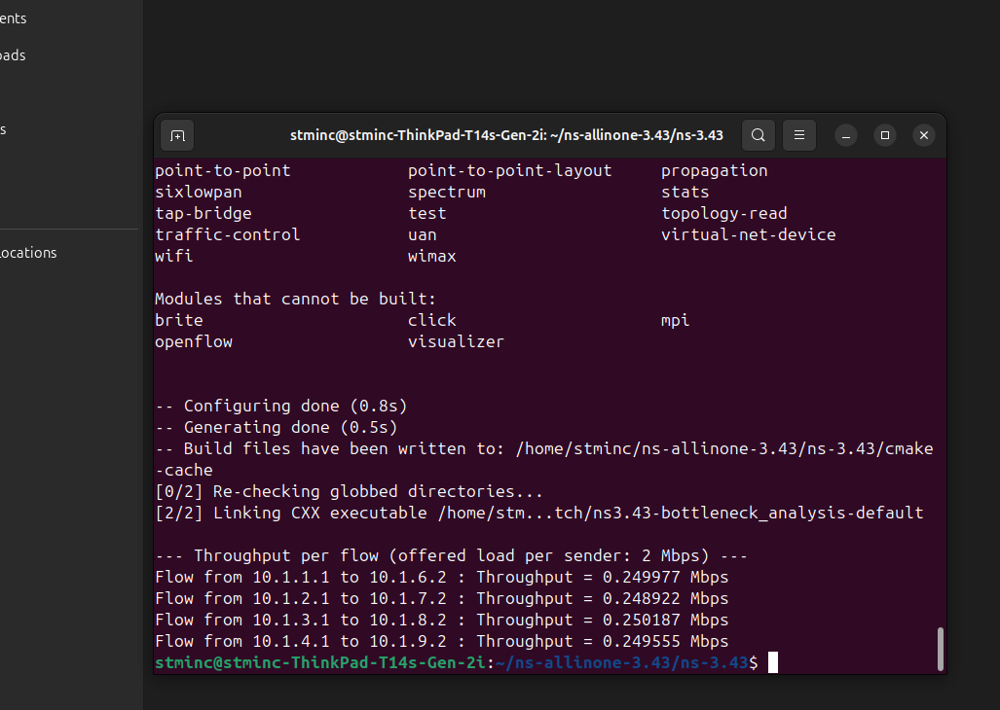 ents
oads
s
Locations
stminc@stminc-ThinkPad-T14s-Gen-2i: ~/ns-allinone-3.43/ns-3.43
point-to-point point-to-point-layout propagation
sixlowpan spectrum stats
tap-bridge test topology-read
traffic-control uan virtual-net-device
wifi wimax
Modules that cannot be built:
brite click mpi
openflow visualizer
-- Configuring done (0.8s)
-- Generating done (0.5s)
-- Build files have been written to: /home/stminc/ns-allinone-3.43/ns-3.43/cmake
-cache
[0/2] Re-checking globbed directories...
[2/2] Linking CXX executable /home/stm...tch/ns3.43-bottleneck_analysis-default
--- Throughput per flow (offered load per sender: 2 Mbps) ---
Flow from 10.1.1.1 to 10.1.6.2 : Throughput = 0.249977 Mbps
Flow from 10.1.2.1 to 10.1.7.2 : Throughput = 0.248922 Mbps
Flow from 10.1.3.1 to 10.1.8.2 : Throughput = 0.250187 Mbps
Flow from 10.1.4.1 to 10.1.9.2 : Throughput = 0.249555 Mbps
stminc@stminc-ThinkPad-T14s-Gen-2i:~/ns-allinone-3.43/ns-3.43$